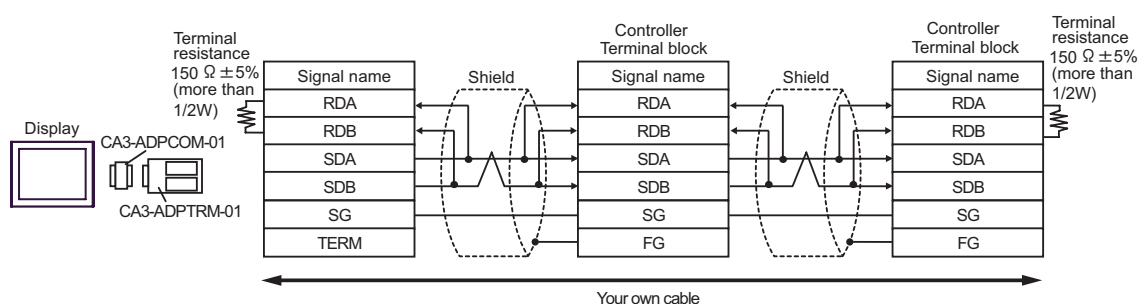 Terminal
resistance
150 Ω ±5%
(more than
1/2W)
Display
CA3-ADPCOM-01
CA3-ADPTRM-01
Signal name
RDA
RDB
SDA
SDB
SG
TERM
Shield
Controller
Terminal block
Signal name
RDA
RDB
SDA
SDB
SG
FG
Shield
Controller
Terminal block
Signal name
RDA
RDB
SDA
SDB
SG
FG
Terminal
resistance
150 Ω ±5%
(more than
1/2W)
Your own cable